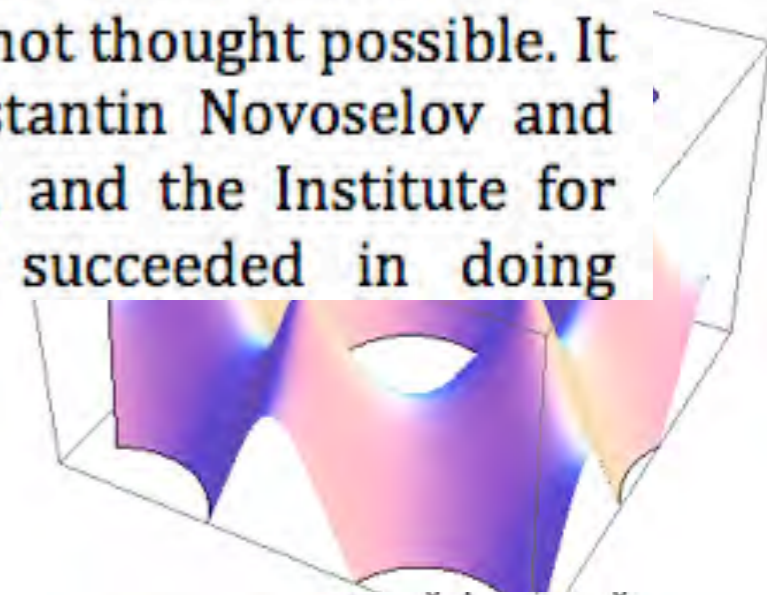 not thought possible. It
stantin Novoselov and
and the Institute for
succeeded in doing